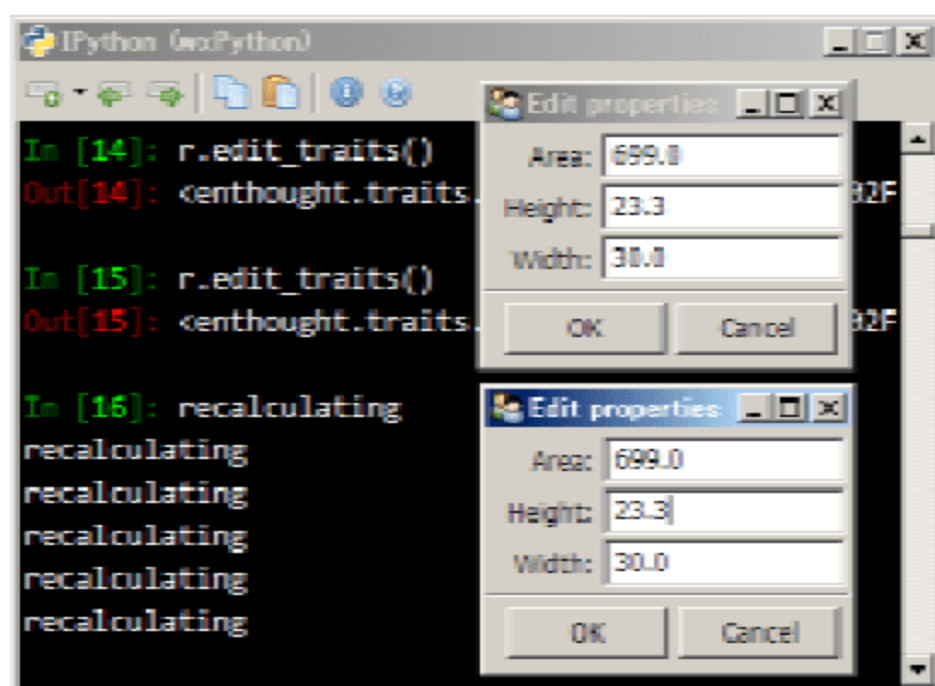 IPython (wxPython)
In [14]: r.edit_traits()
Out[14]: <enthought.traits.
92F
In [15]: r.edit_traits()
Out[15]: <enthought.traits.
92F
In [16]: recalculating
recalculating
recalculating
recalculating
recalculating
recalculating
Edit properties
Area: 699.0
Height: 23.3
Width: 30.0
OK Cancel
Edit properties
Area: 699.0
Height: 23.3
Width: 30.0
OK Cancel